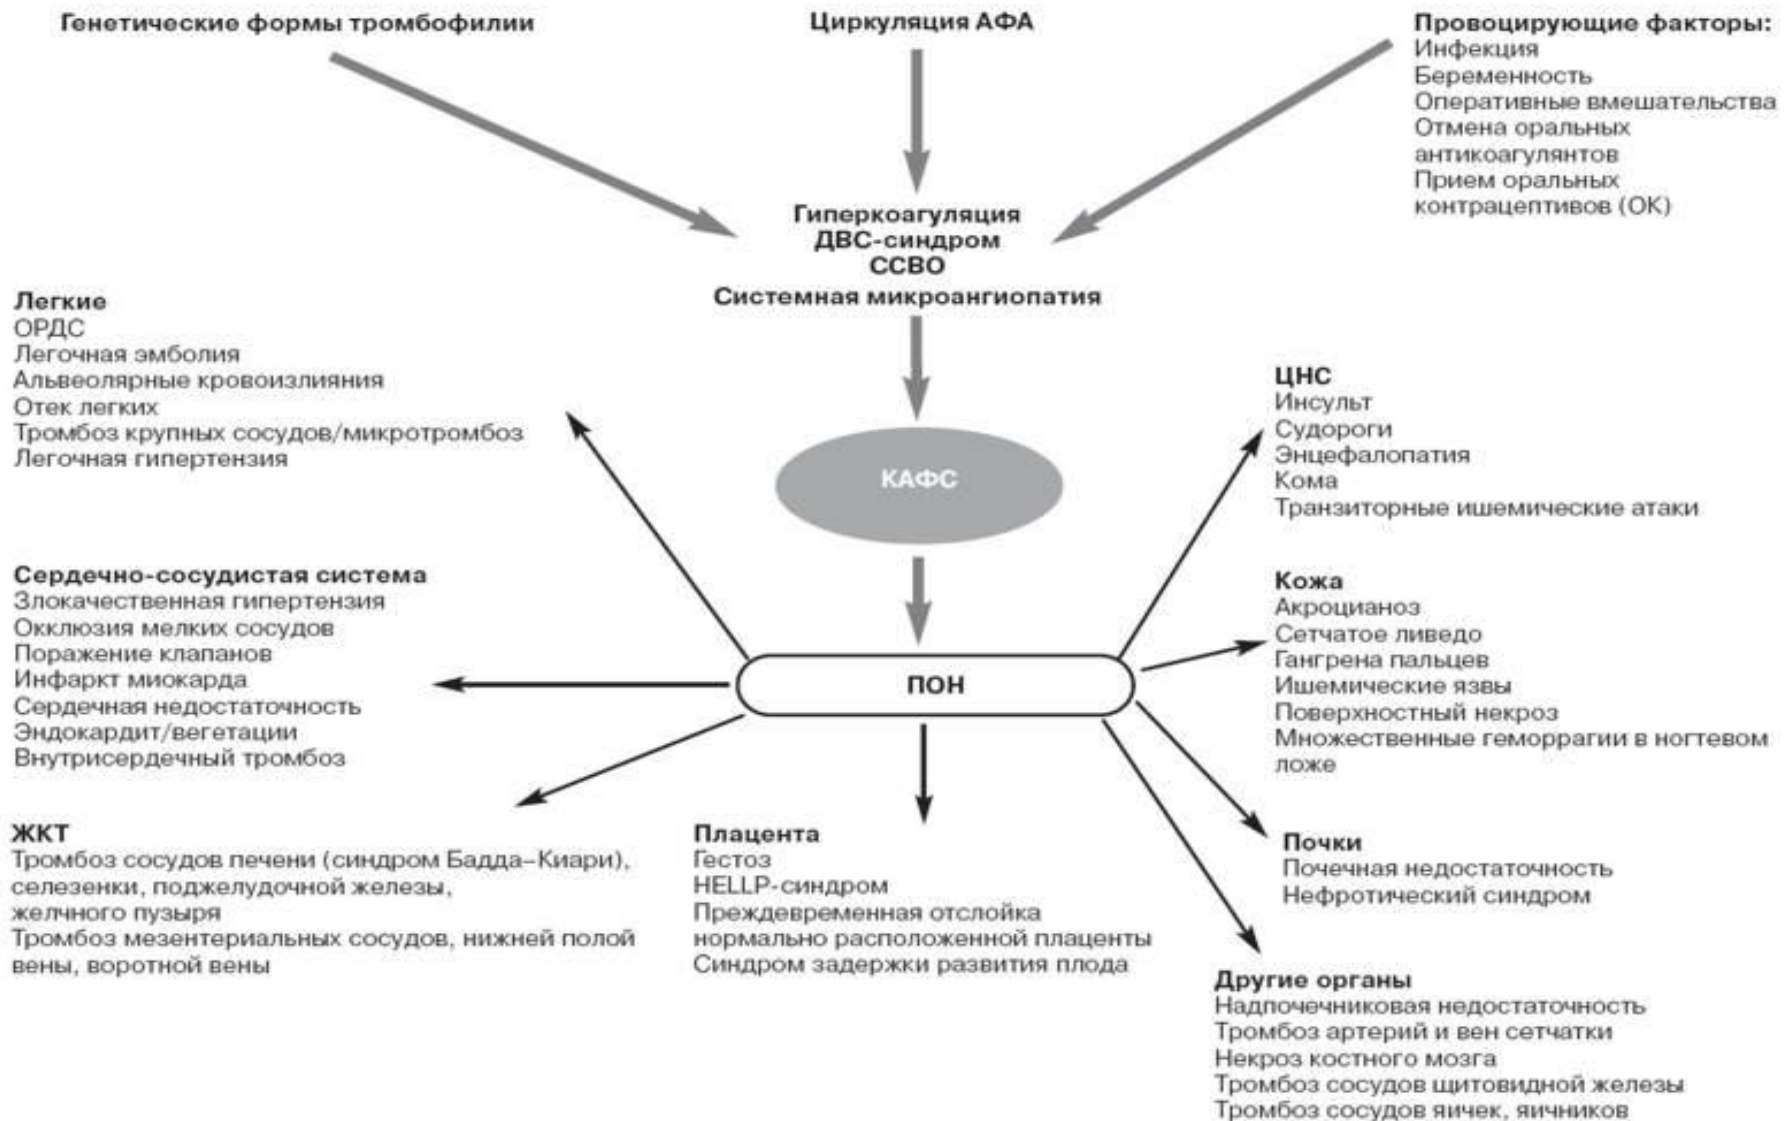 Генетические формы тромбофилии
Циркуляция АФА
Провоцирующие факторы:
Инфекция
Беременность
Оперативные вмешательства
Отмена оральных
антикоагулянтов
Прием оральных
контрацептивов (ОК)
Гиперкоагуляция
ДВС-синдром
ССВО
Системная микроангиопатия
Легкие
ОРДС
Легочная эмболия
Альвеолярные кровоизлияния
Отек легких
Тромбоз крупных сосудов/микротромбоз
Легочная гипертензия
ЦНС
Инсульт
Судороги
Энцефалопатия
Кома
Транзиторные ишемические атаки
КАФС
Сердечно-сосудистая система
Злокачественная гипертензия
Окклюзия мелких сосудов
Поражение клапанов
Инфаркт миокарда
Сердечная недостаточность
Эндокардит/вегетации
Внутрисердечный тромбоз
ПОН
Кожа
Акроцианоз
Сетчатое ливедо
Гангрена пальцев
Ишемические язвы
Поверхностный некроз
Множественные геморрагии в ногтевом
ложе
ЖКТ
Тромбоз сосудов печени (синдром Бадда–Киари),
селезенки, поджелудочной железы,
желчного пузыря
Тромбоз мезентериальных сосудов, нижней полой
вены, воротной вены
Плацента
Гестоз
HELLP-синдром
Преждевременная отслойка
нормально расположенной плаценты
Синдром задержки развития плода
Почки
Почечная недостаточность
Нефротический синдром
Другие органы
Надпочечниковая недостаточность
Тромбоз артерий и вен сетчатки
Некроз костного мозга
Тромбоз сосудов щитовидной железы
Тромбоз сосудов яичек, яичников